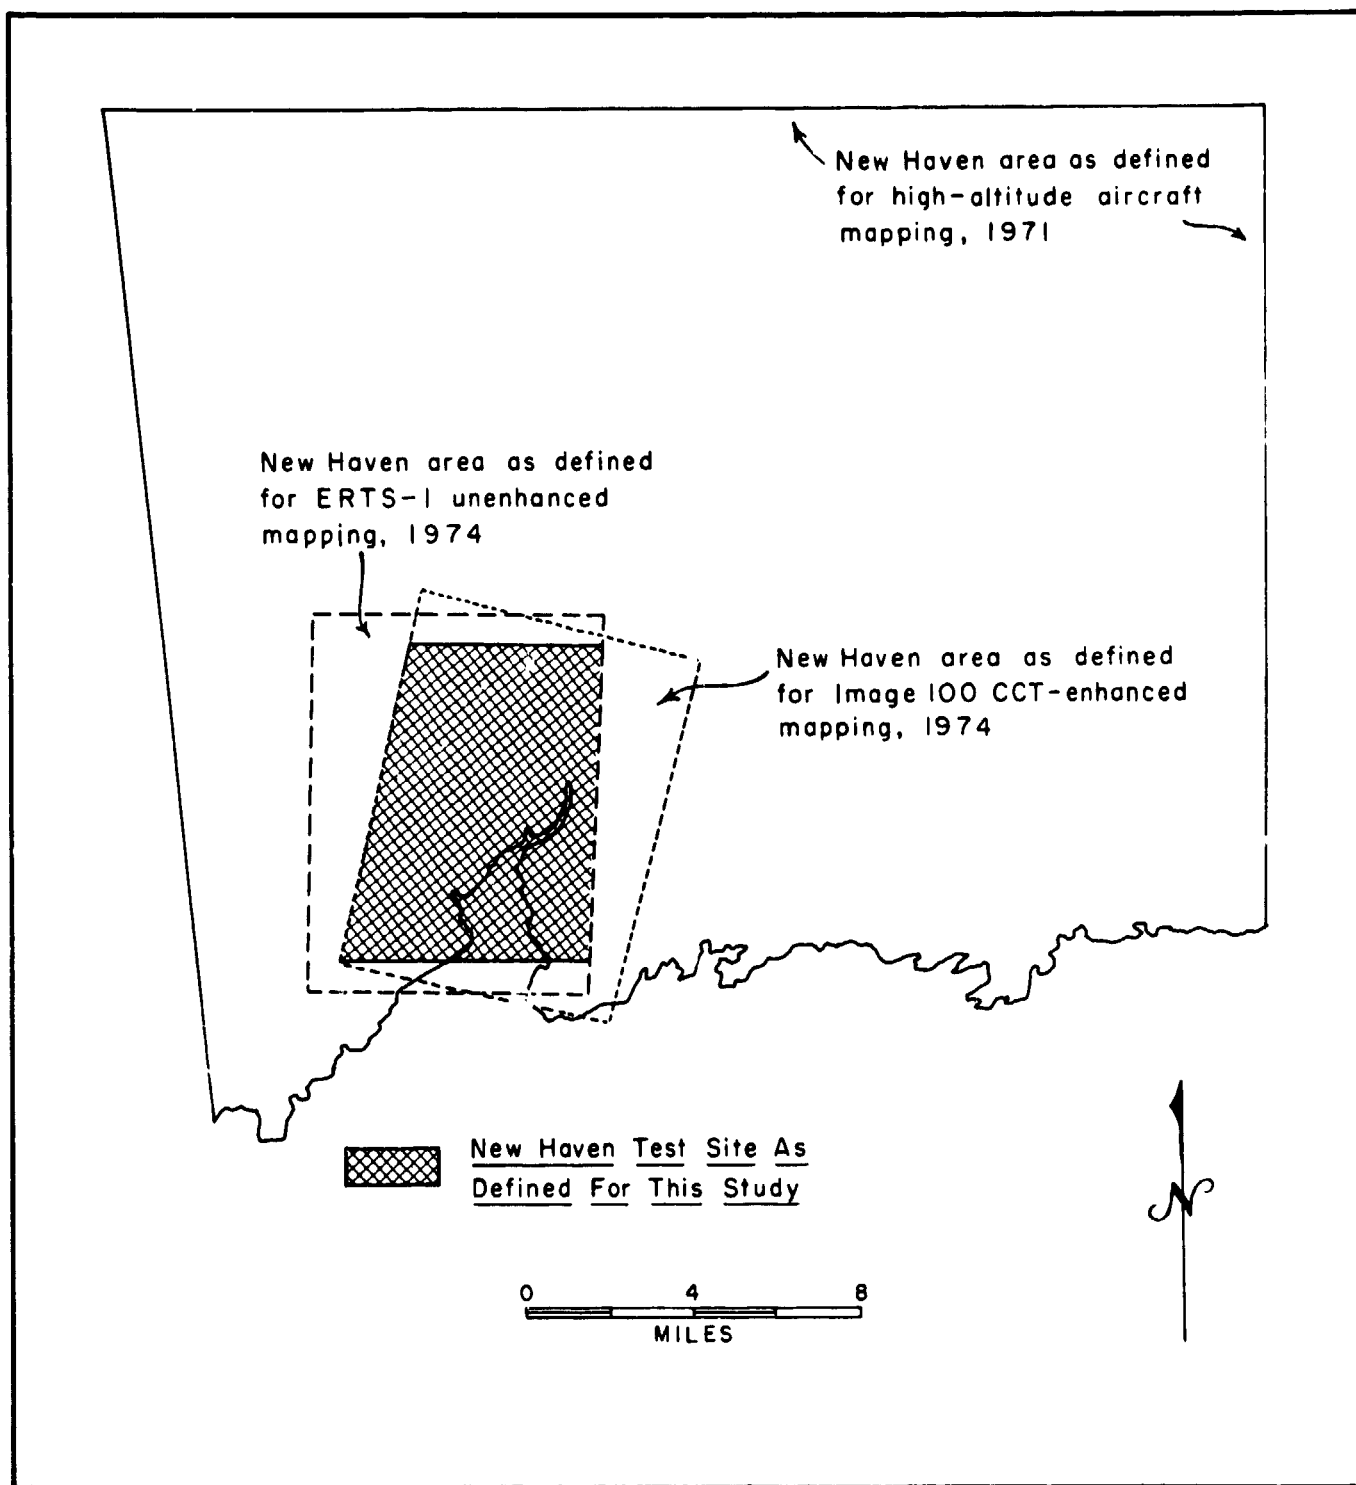 New Haven area as defined
for high-altitude aircraft
mapping, 1971
New Haven area as defined
for ERTS-1 unenhanced
mapping, 1974
New Haven area as defined
for Image 100 CCT-enhanced
mapping, 1974
New Haven Test Site As
Defined For This Study
N
0 4 8
MILES